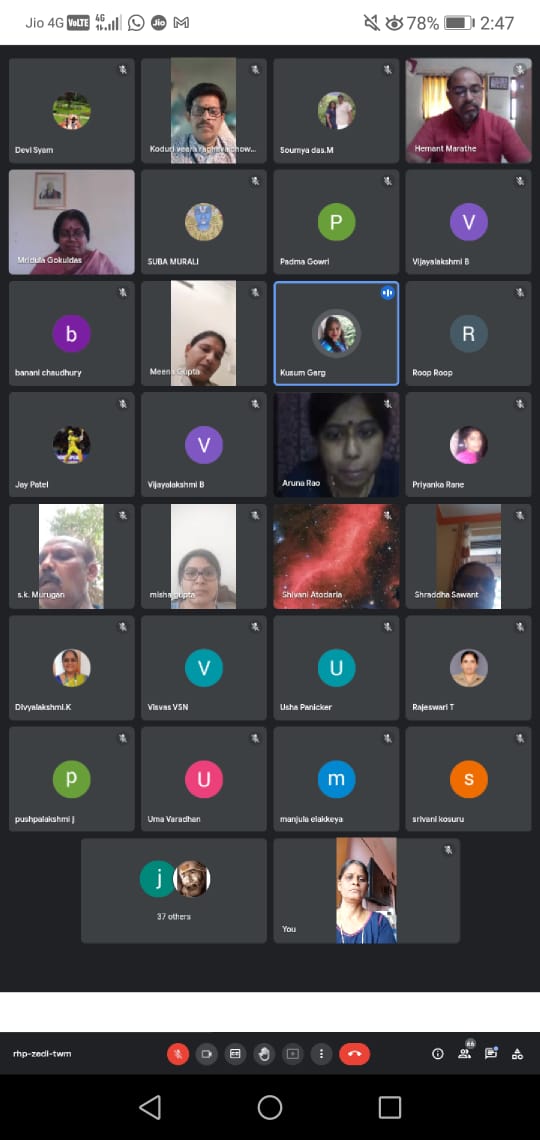 Jio 4G VoLTE 4G Jio 78% 2:47
Devi Syam
Koduri veera raghava chow...
Soumya das.M
Hemant Marathe
Mridula Gokuldas
SUBA MURALI
P
Padma Gowri
V
Vijayalakshmi B
b
banani chaudhury
Meena Gupta
Kusum Garg
R
Roop Roop
Jay Patel
V
Vijayalakshmi B
Aruna Rao
Priyanka Rane
s.k. Murugan
misha gupta
Shivani Atodaria
Shraddha Sawant
Divyalakshmi.K
V
Visvas VSN
U
Usha Panicker
Rajeswari T
p
pushpalakshmi j
U
Uma Varadhan
m
manjula elakkeya
s
srivani kosuru
j
37 others
You
rhp-zedi-twm